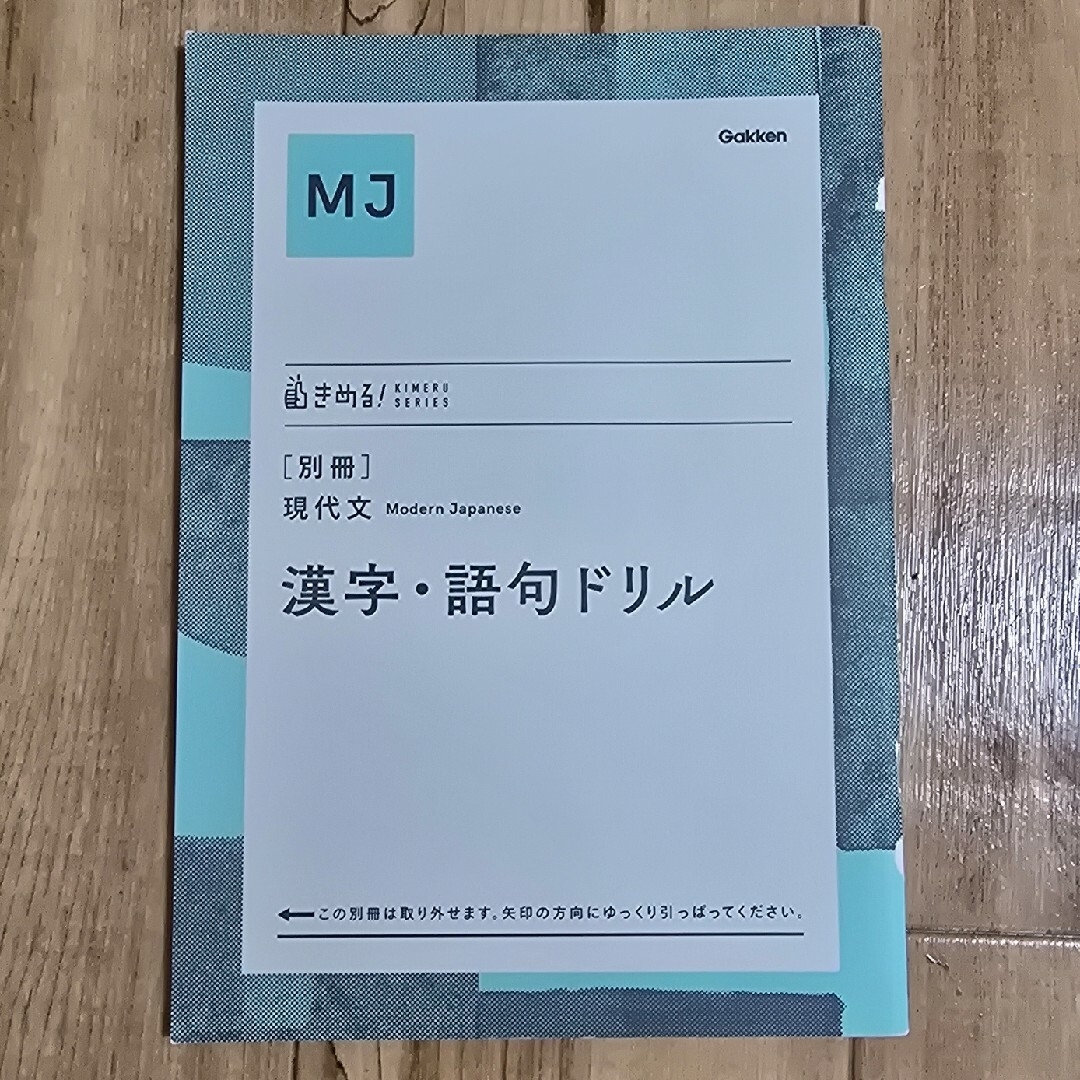 MJ
Gakken
きめる! KIMERU SERIES
[別冊]
現代文 Modern Japanese
漢字・語句ドリル
←この別冊は取り外せます。矢印の方向にゆっくり引っぱってください。